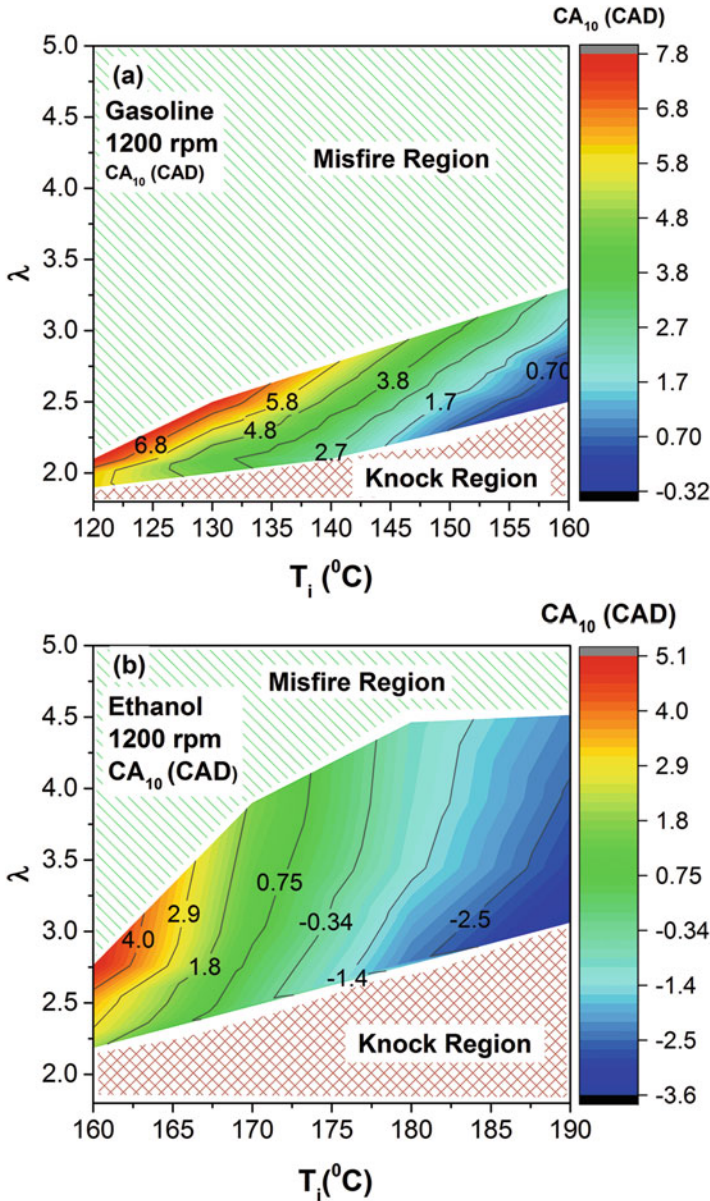 CA₁₀ (CAD)
(a)
Gasoline
1200 rpm
CA₁₀ (CAD)
Misfire Region
Knock Region
6.8
5.8
4.8
3.8
2.7
1.7
0.70
λ
5.0
4.5
4.0
3.5
3.0
2.5
2.0
120 125 130 135 140 145 150 155 160
Tᵢ (⁰C)
7.8
6.8
5.8
4.8
3.8
2.7
1.7
0.70
-0.32
CA₁₀ (CAD)
(b)
Ethanol
1200 rpm
CA₁₀ (CAD)
Misfire Region
Knock Region
4.0
2.9
1.8
0.75
-0.34
-1.4
-2.5
λ
5.0
4.5
4.0
3.5
3.0
2.5
2.0
160 165 170 175 180 185 190
Tᵢ(⁰C)
5.1
4.0
2.9
1.8
0.75
-0.34
-1.4
-2.5
-3.6